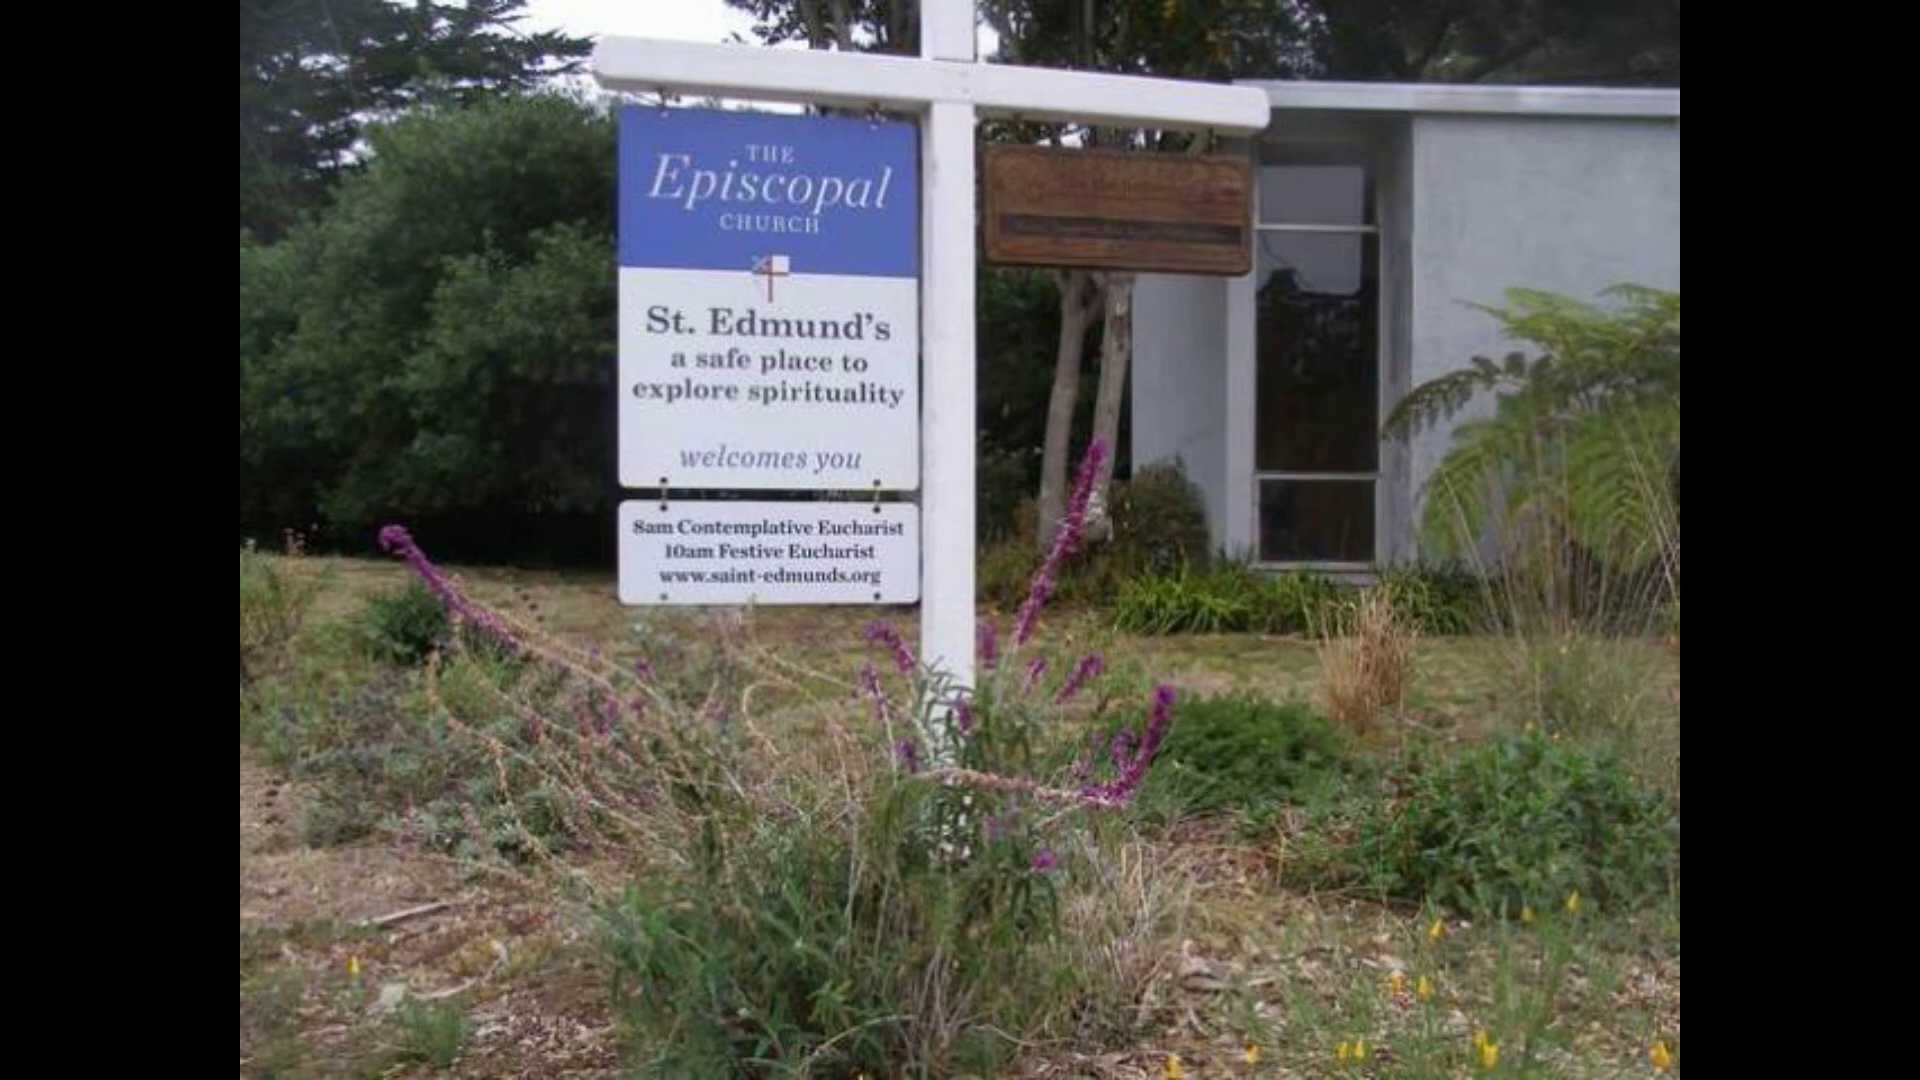 THE
Episcopal
CHURCH
St. Edmund's
a safe place to
explore spirituality
welcomes you
8am Contemplative Eucharist
10am Festive Eucharist
www.saint-edmunds.org